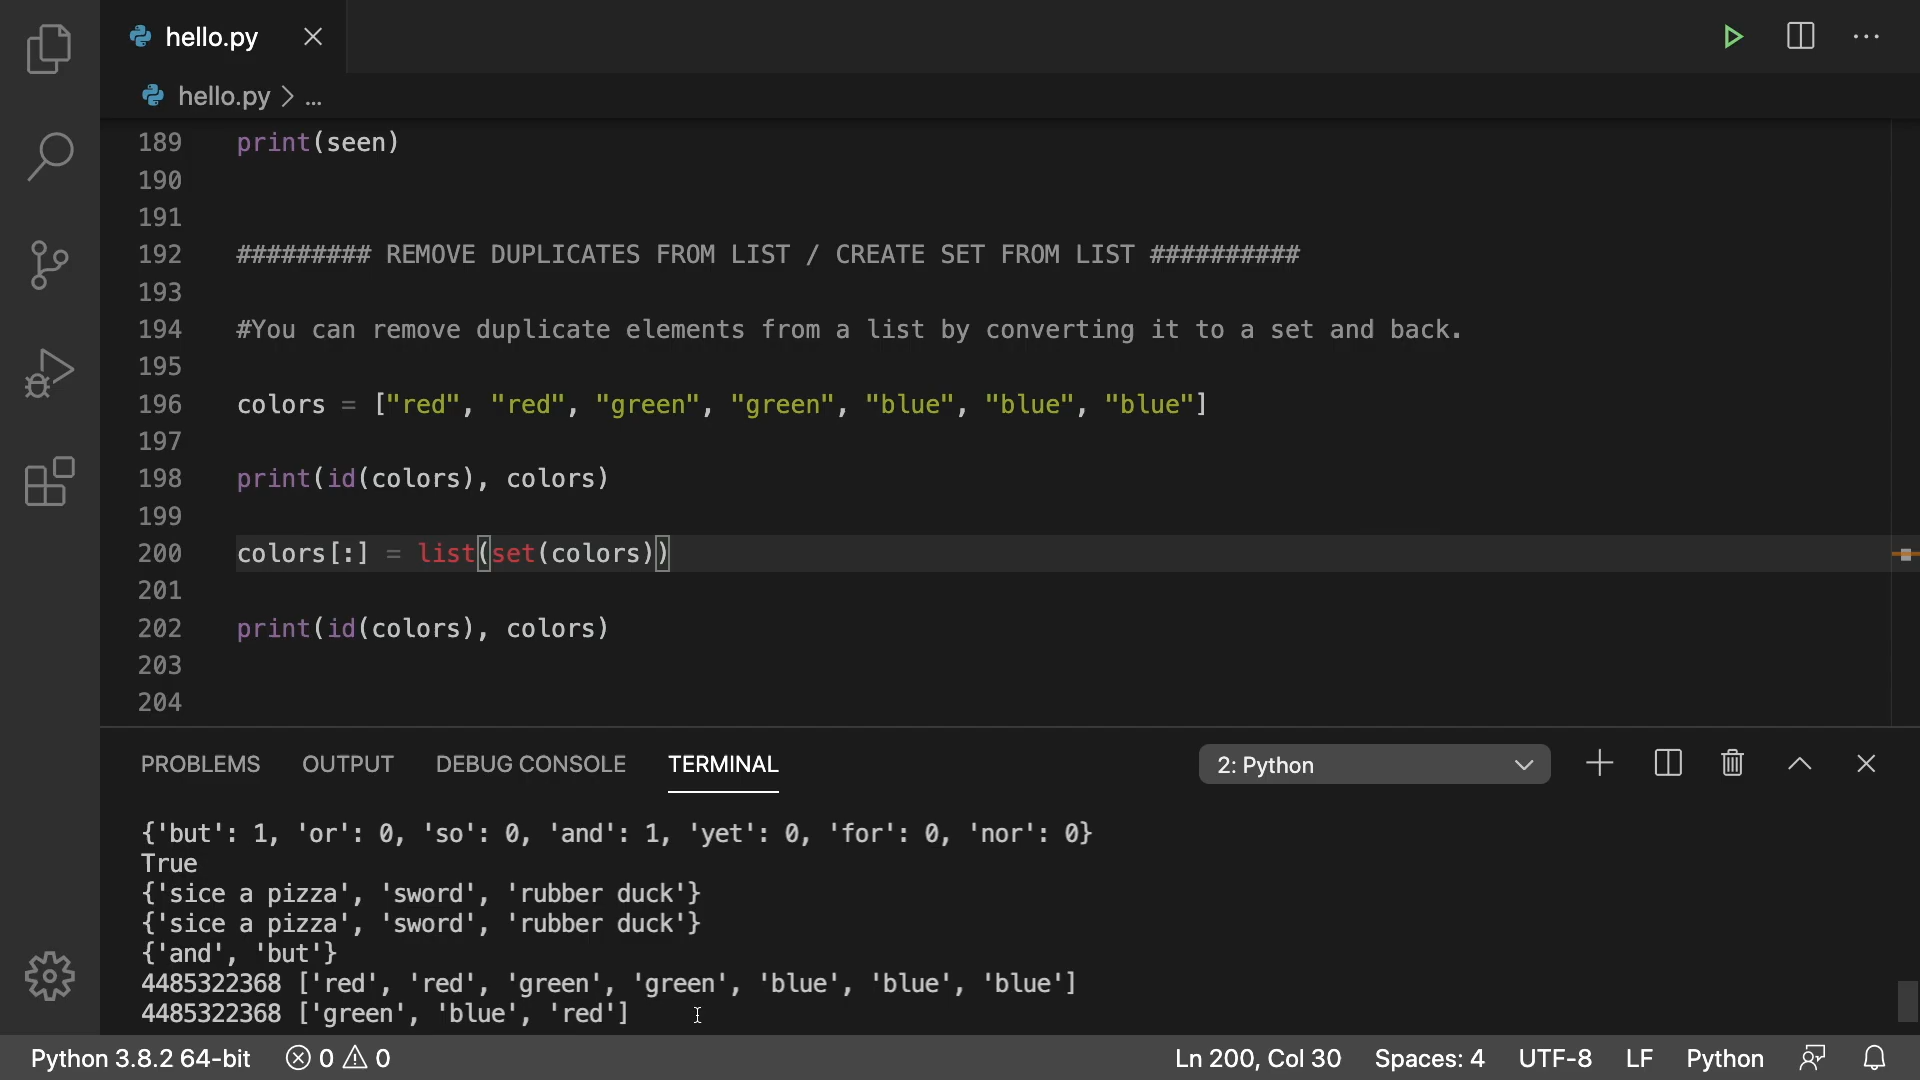 hello.py
hello.py > ...
189 print(seen)
190
191
192 ######### REMOVE DUPLICATES FROM LIST / CREATE SET FROM LIST ##########
193
194 #You can remove duplicate elements from a list by converting it to a set and back.
195
196 colors = ["red", "red", "green", "green", "blue", "blue", "blue"]
197
198 print(id(colors), colors)
199
200 colors[:] = list(set(colors))
201
202 print(id(colors), colors)
203
204
PROBLEMS OUTPUT DEBUG CONSOLE TERMINAL 2: Python
{'but': 1, 'or': 0, 'so': 0, 'and': 1, 'yet': 0, 'for': 0, 'nor': 0}
True
{'sice a pizza', 'sword', 'rubber duck'}
{'sice a pizza', 'sword', 'rubber duck'}
{'and', 'but'}
4485322368 ['red', 'red', 'green', 'green', 'blue', 'blue', 'blue']
4485322368 ['green', 'blue', 'red']
Python 3.8.2 64-bit 0 0 Ln 200, Col 30 Spaces: 4 UTF-8 LF Python